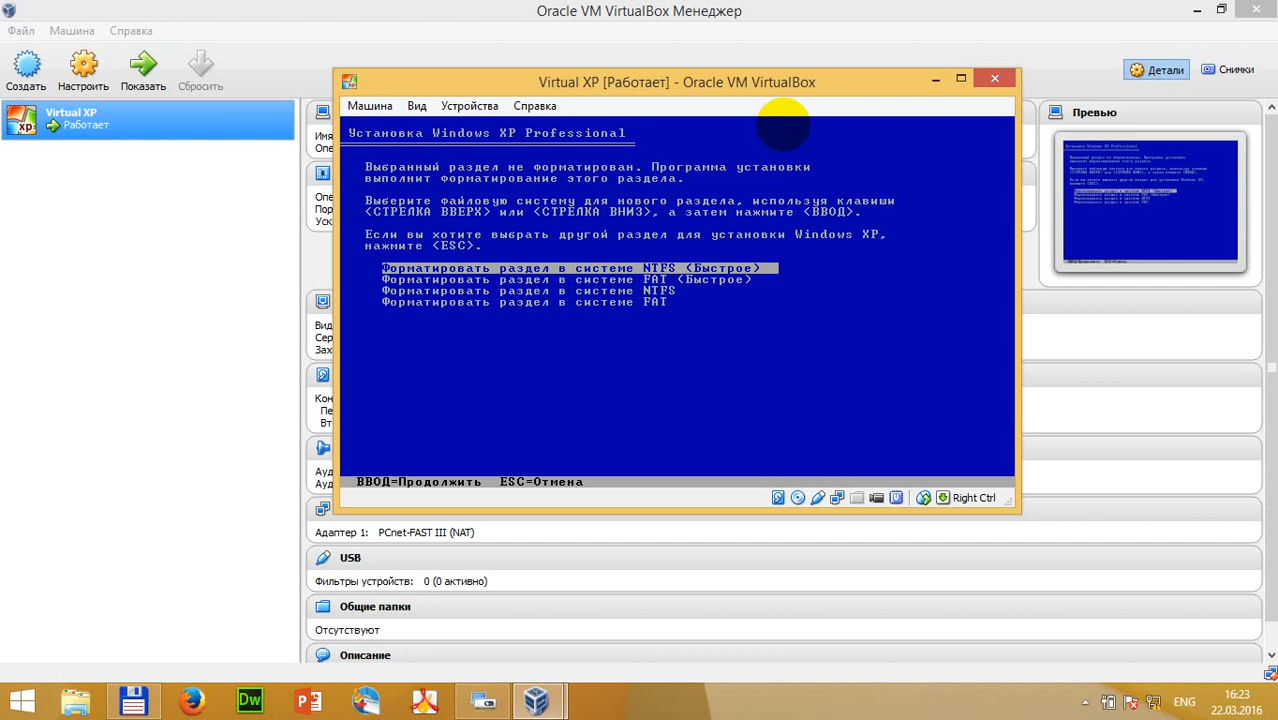 Oracle VM VirtualBox Менеджер
Файл Машина Справка
Создать Настроить Показать Сбросить
Детали Снимки
Virtual XP
Работает
Virtual XP [Работает] - Oracle VM VirtualBox
Машина Вид Устройства Справка
Установка Windows XP Professional
Выбранный раздел не форматирован. Программа установки
выполнит форматирование этого раздела.
Выберите файловую систему для нового раздела, используя клавиши
<СТРЕЛКА ВВЕРХ> или <СТРЕЛКА ВНИЗ>, а затем нажмите <ВВОД>.
Если вы хотите выбрать другой раздел для установки Windows XP,
нажмите <ESC>.
Форматировать раздел в системе NTFS (Быстрое)
Форматировать раздел в системе FAT (Быстрое)
Форматировать раздел в системе NTFS
Форматировать раздел в системе FAT
ВВОД=Продолжить ESC=Отмена
Right Ctrl
Превью
Адаптер 1: PCnet-FAST III (NAT)
USB
Фильтры устройств: 0 (0 активно)
Общие папки
Отсутствуют
Описание
Dw
ENG
16:23
22.03.2016